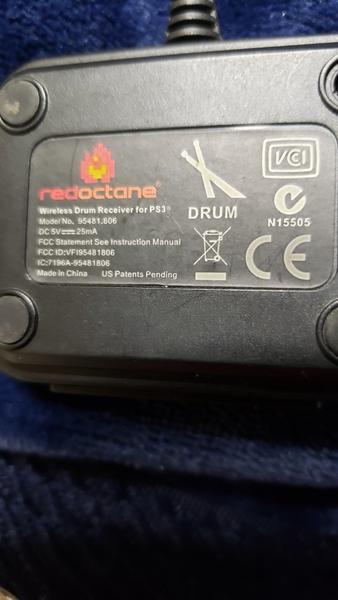 redoctane®
Wireless Drum Receiver for PS3®
Model No. 95481.806
DC 5V⎓25mA
FCC Statement See Instruction Manual
FCC ID:VFI95481806
IC:7196A-95481806
Made in China US Patents Pending
DRUM
VCI
N15505
CE